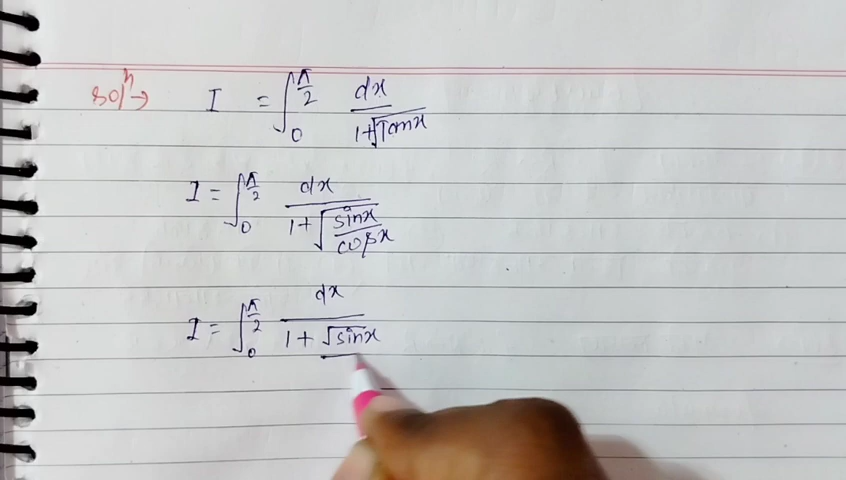 Solⁿ→ I = ∫₀^(π/2) dx / (1+√Tanx)
I = ∫₀^(π/2) dx / (1+√(sinx/cosx))
I = ∫₀^(π/2) dx / (1+√sinx